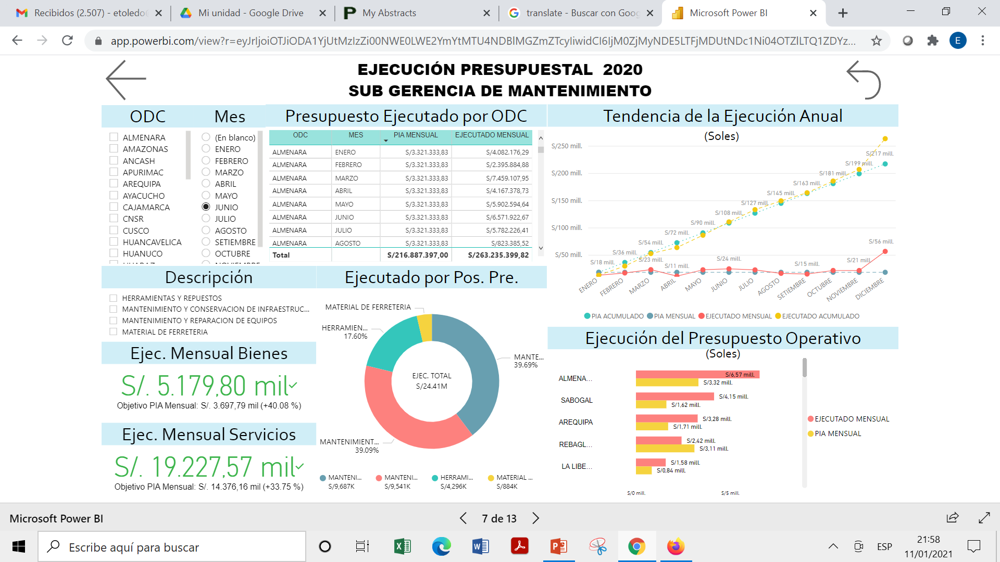 Recibidos (2.507) - etoledo
Mi unidad - Google Drive
My Abstracts
translate - Buscar con Goog
Microsoft Power BI
app.powerbi.com/view?r=
E
EJECUCIÓN PRESUPUESTAL 2020
SUB GERENCIA DE MANTENIMIENTO
ODC
Mes
ALMENARA
AMAZONAS
ANCASH
APURIMAC
AREQUIPA
AYACUCHO
CAJAMARCA
CNSR
CUSCO
HUANCAVELICA
HUANUCO
(En blanco)
ENERO
FEBRERO
MARZO
ABRIL
MAYO
JUNIO
JULIO
AGOSTO
SETIEMBRE
OCTUBRE
Presupuesto Ejecutado por ODC
ODC MES PIA MENSUAL EJECUTADO MENSUAL
ALMENARA ENERO S/3.321.333,83 S/4.082.176,29
ALMENARA FEBRERO S/3.321.333,83 S/2.395.884,88
ALMENARA MARZO S/3.321.333,83 S/7.459.107,95
ALMENARA ABRIL S/3.321.333,83 S/4.167.378,73
ALMENARA MAYO S/3.321.333,83 S/5.902.594,64
ALMENARA JUNIO S/3.321.333,83 S/6.571.922,67
ALMENARA JULIO S/3.321.333,83 S/5.782.226,41
ALMENARA AGOSTO S/3.321.333,83 S/823.385,52
Total S/216.887.397,00 S/263.235.399,82
Tendencia de la Ejecución Anual
(Soles)
S/250 mill.
S/200 mill.
S/150 mill.
S/100 mill.
S/50 mill.
S/18 mill.
S/36 mill.
S/54 mill.
S/72 mill.
S/90 mill.
S/108 mill.
S/127 mill.
S/145 mill.
S/163 mill.
S/181 mill.
S/199 mill.
S/217 mill.
S/23 mill.
S/11 mill.
S/24 mill.
S/15 mill.
S/21 mill.
S/56 mill.
ENERO
FEBRERO
MARZO
ABRIL
MAYO
JUNIO
JULIO
AGOSTO
SETIEMBRE
OCTUBRE
NOVIEMBRE
DICIEMBRE
PIA ACUMULADO PIA MENSUAL EJECUTADO MENSUAL EJECUTADO ACUMULADO
Descripción
HERRAMIENTAS Y REPUESTOS
MANTENIMIENTO Y CONSERVACION DE INFRAESTRUC...
MANTENIMIENTO Y REPARACION DE EQUIPOS
MATERIAL DE FERRETERIA
Ejec. Mensual Bienes
S/. 5.179,80 mil
Objetivo PIA Mensual: S/. 3.697,79 mil (+40.08 %)
Ejec. Mensual Servicios
S/. 19.227,57 mil
Objetivo PIA Mensual: S/. 14.376,16 mil (+33.75 %)
Ejecutado por Pos. Pre.
MATERIAL DE FERRETERIA
HERRAMIEN...
17.60%
MANTE...
39.69%
EJEC. TOTAL
S/24.41M
MANTENIMIENT...
39.09%
MANTENI... MANTENI... HERRAMI... MATERIAL ...
S/9,687K S/9,541K S/4,296K S/884K
Ejecución del Presupuesto Operativo
(Soles)
ALMENA...
S/6,57 mill.
S/3,32 mill.
SABOGAL
S/4,15 mill.
S/1,62 mill.
AREQUIPA
S/3,28 mill.
S/1,71 mill.
REBAGL...
S/2,42 mill.
S/3,11 mill.
LA LIBE...
S/1,58 mill.
S/0,84 mill.
S/0 mill.
S/5 mill.
EJECUTADO MENSUAL
PIA MENSUAL
Microsoft Power BI
7 de 13
Escribe aquí para buscar
ESP
21:58
11/01/2021